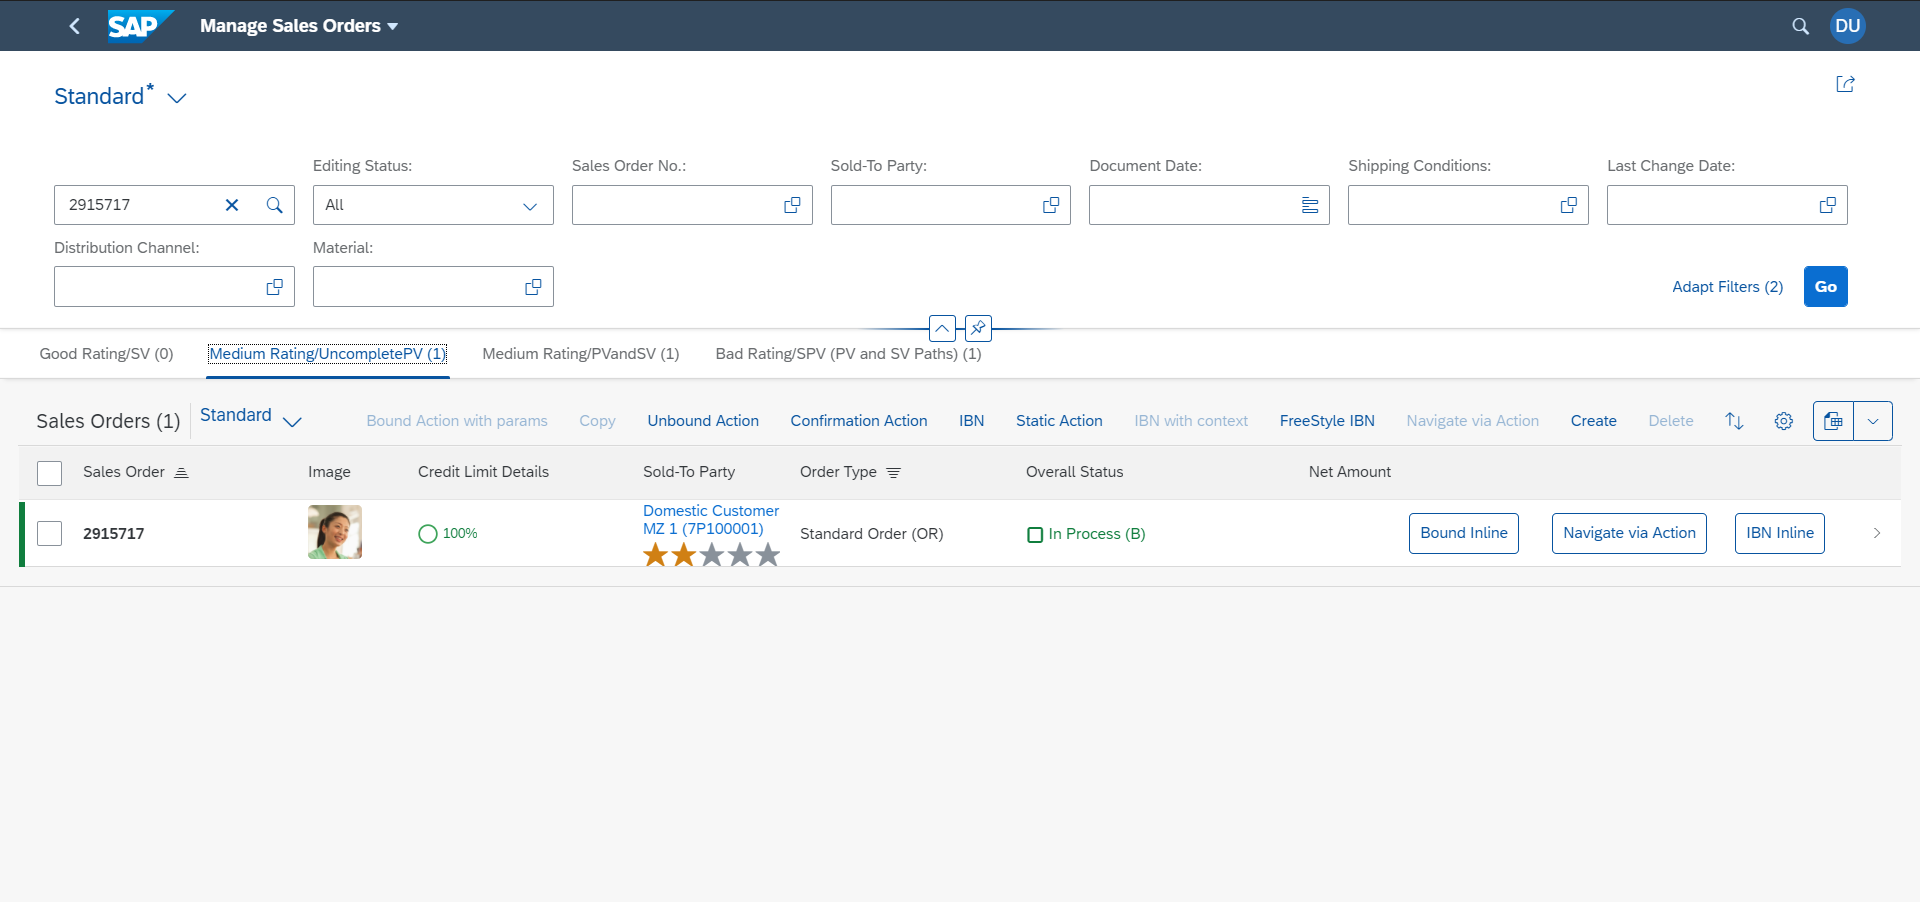 SAP Manage Sales Orders DU
Standard*
Editing Status: Sales Order No.: Sold-To Party: Document Date: Shipping Conditions: Last Change Date:
2915717 All
Distribution Channel: Material:
Adapt Filters (2) Go
Good Rating/SV (0) Medium Rating/UncompletePV (1) Medium Rating/PVandSV (1) Bad Rating/SPV (PV and SV Paths) (1)
Sales Orders (1) Standard Bound Action with params Copy Unbound Action Confirmation Action IBN Static Action IBN with context FreeStyle IBN Navigate via Action Create Delete
Sales Order Image Credit Limit Details Sold-To Party Order Type Overall Status Net Amount
Domestic Customer
MZ 1 (7P100001)
2915717 100% Standard Order (OR) In Process (B) Bound Inline Navigate via Action IBN Inline